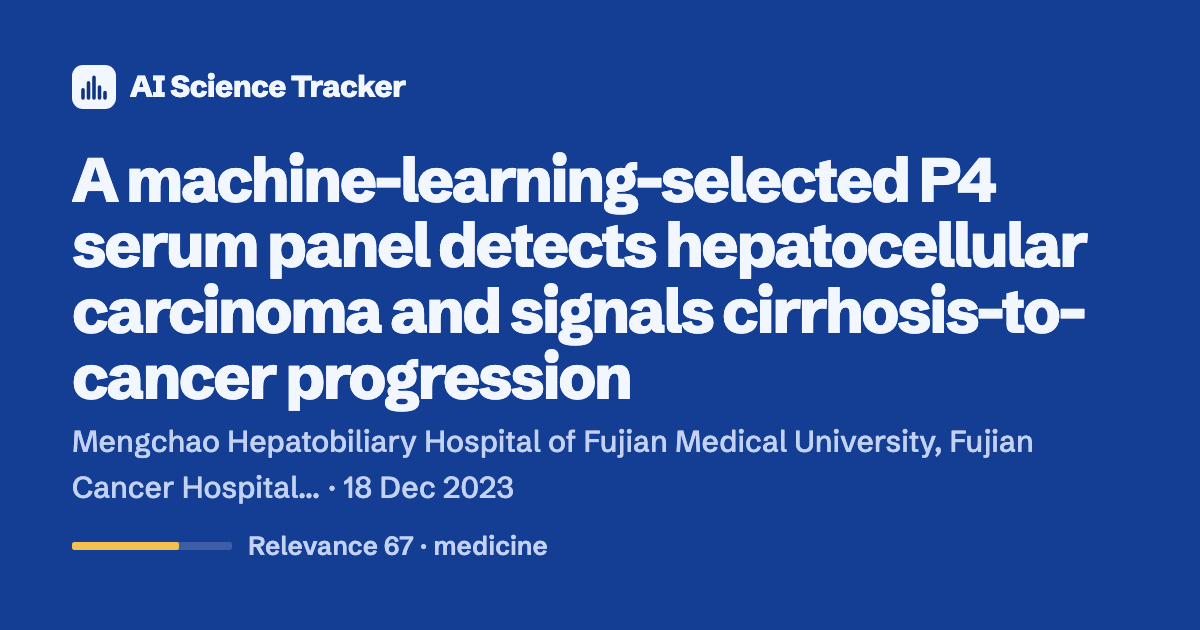 AI Science Tracker
A machine-learning-selected P4
serum panel detects hepatocellular
carcinoma and signals cirrhosis-to-
cancer progression
Mengchao Hepatobiliary Hospital of Fujian Medical University, Fujian
Cancer Hospital... · 18 Dec 2023
Relevance 67 · medicine